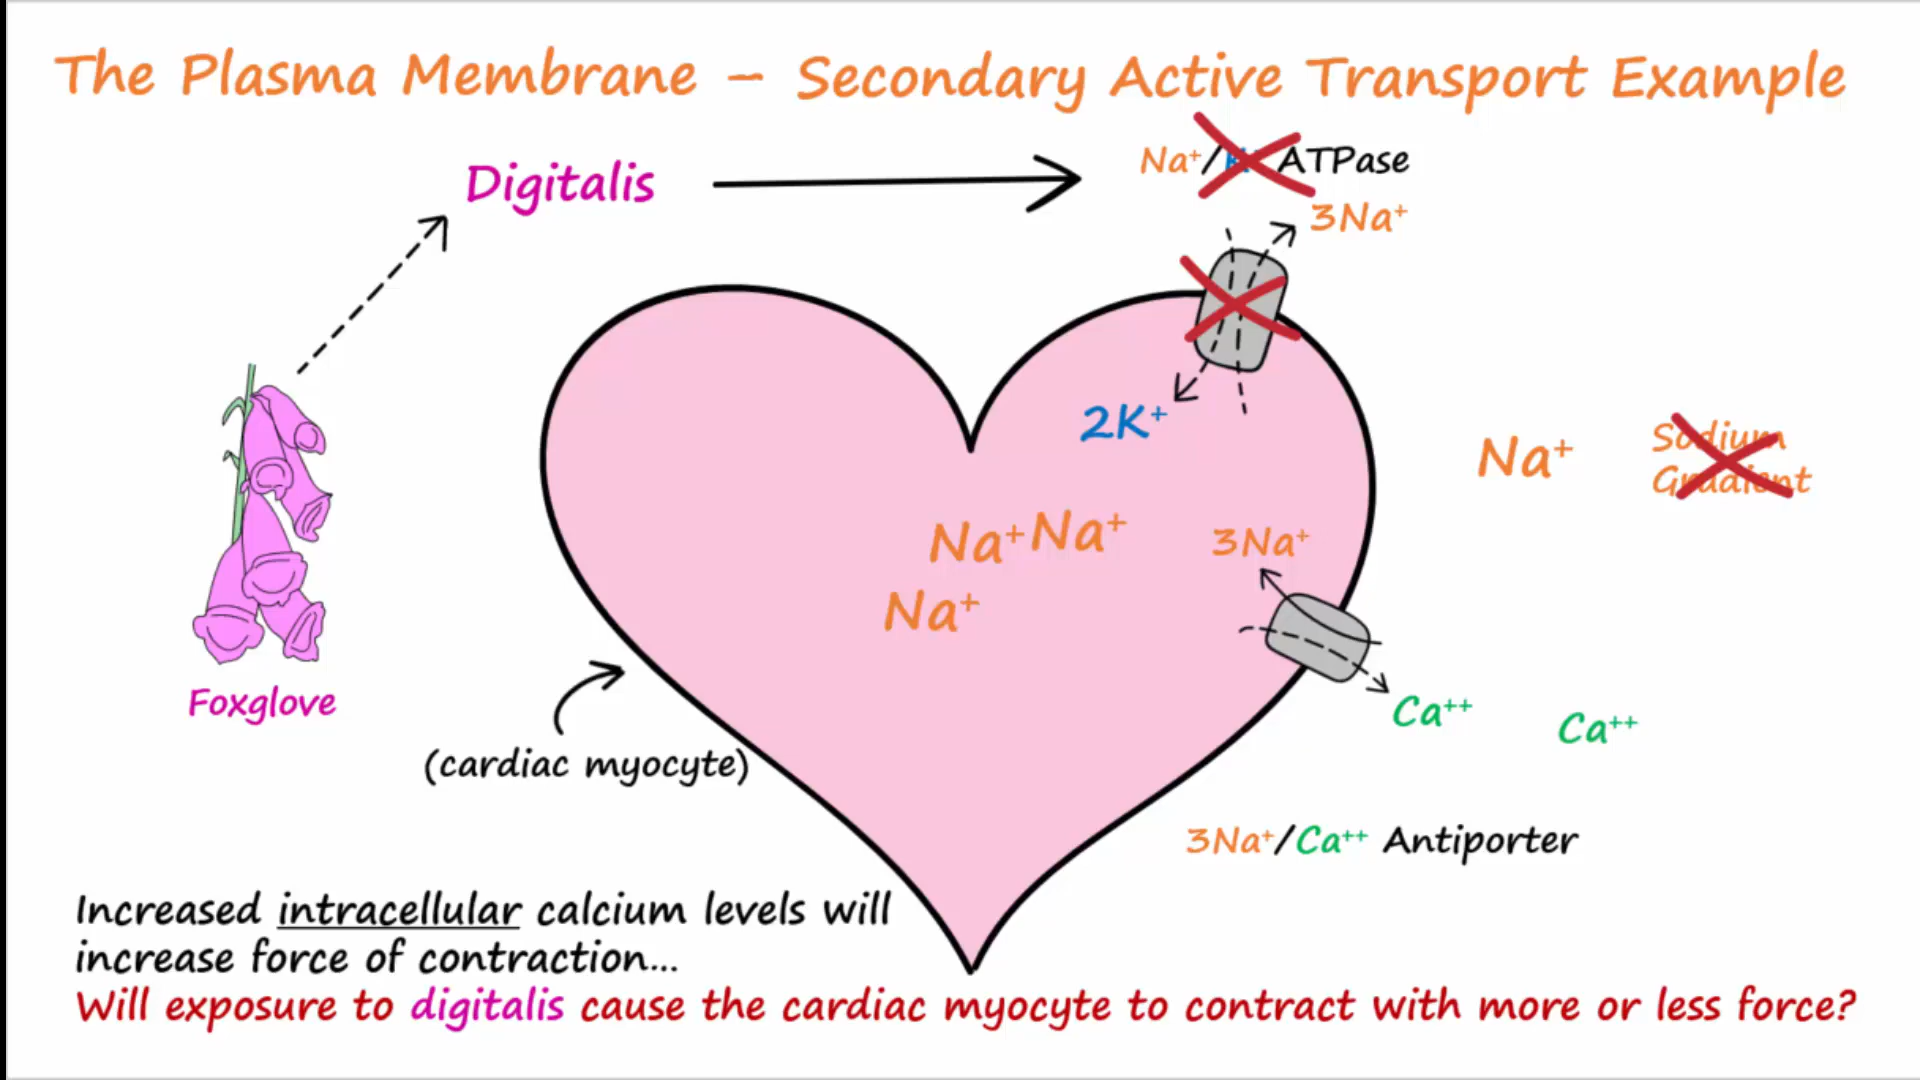 The Plasma Membrane – Secondary Active Transport Example
Digitalis
Na⁺/K⁺ ATPase
3Na⁺
2K⁺
Na⁺
Sodium
Gradient
Na⁺ Na⁺
Na⁺
3Na⁺
Ca⁺⁺
Ca⁺⁺
Foxglove
(cardiac myocyte)
3Na⁺/Ca⁺⁺ Antiporter
Increased intracellular calcium levels will
increase force of contraction...
Will exposure to digitalis cause the cardiac myocyte to contract with more or less force?